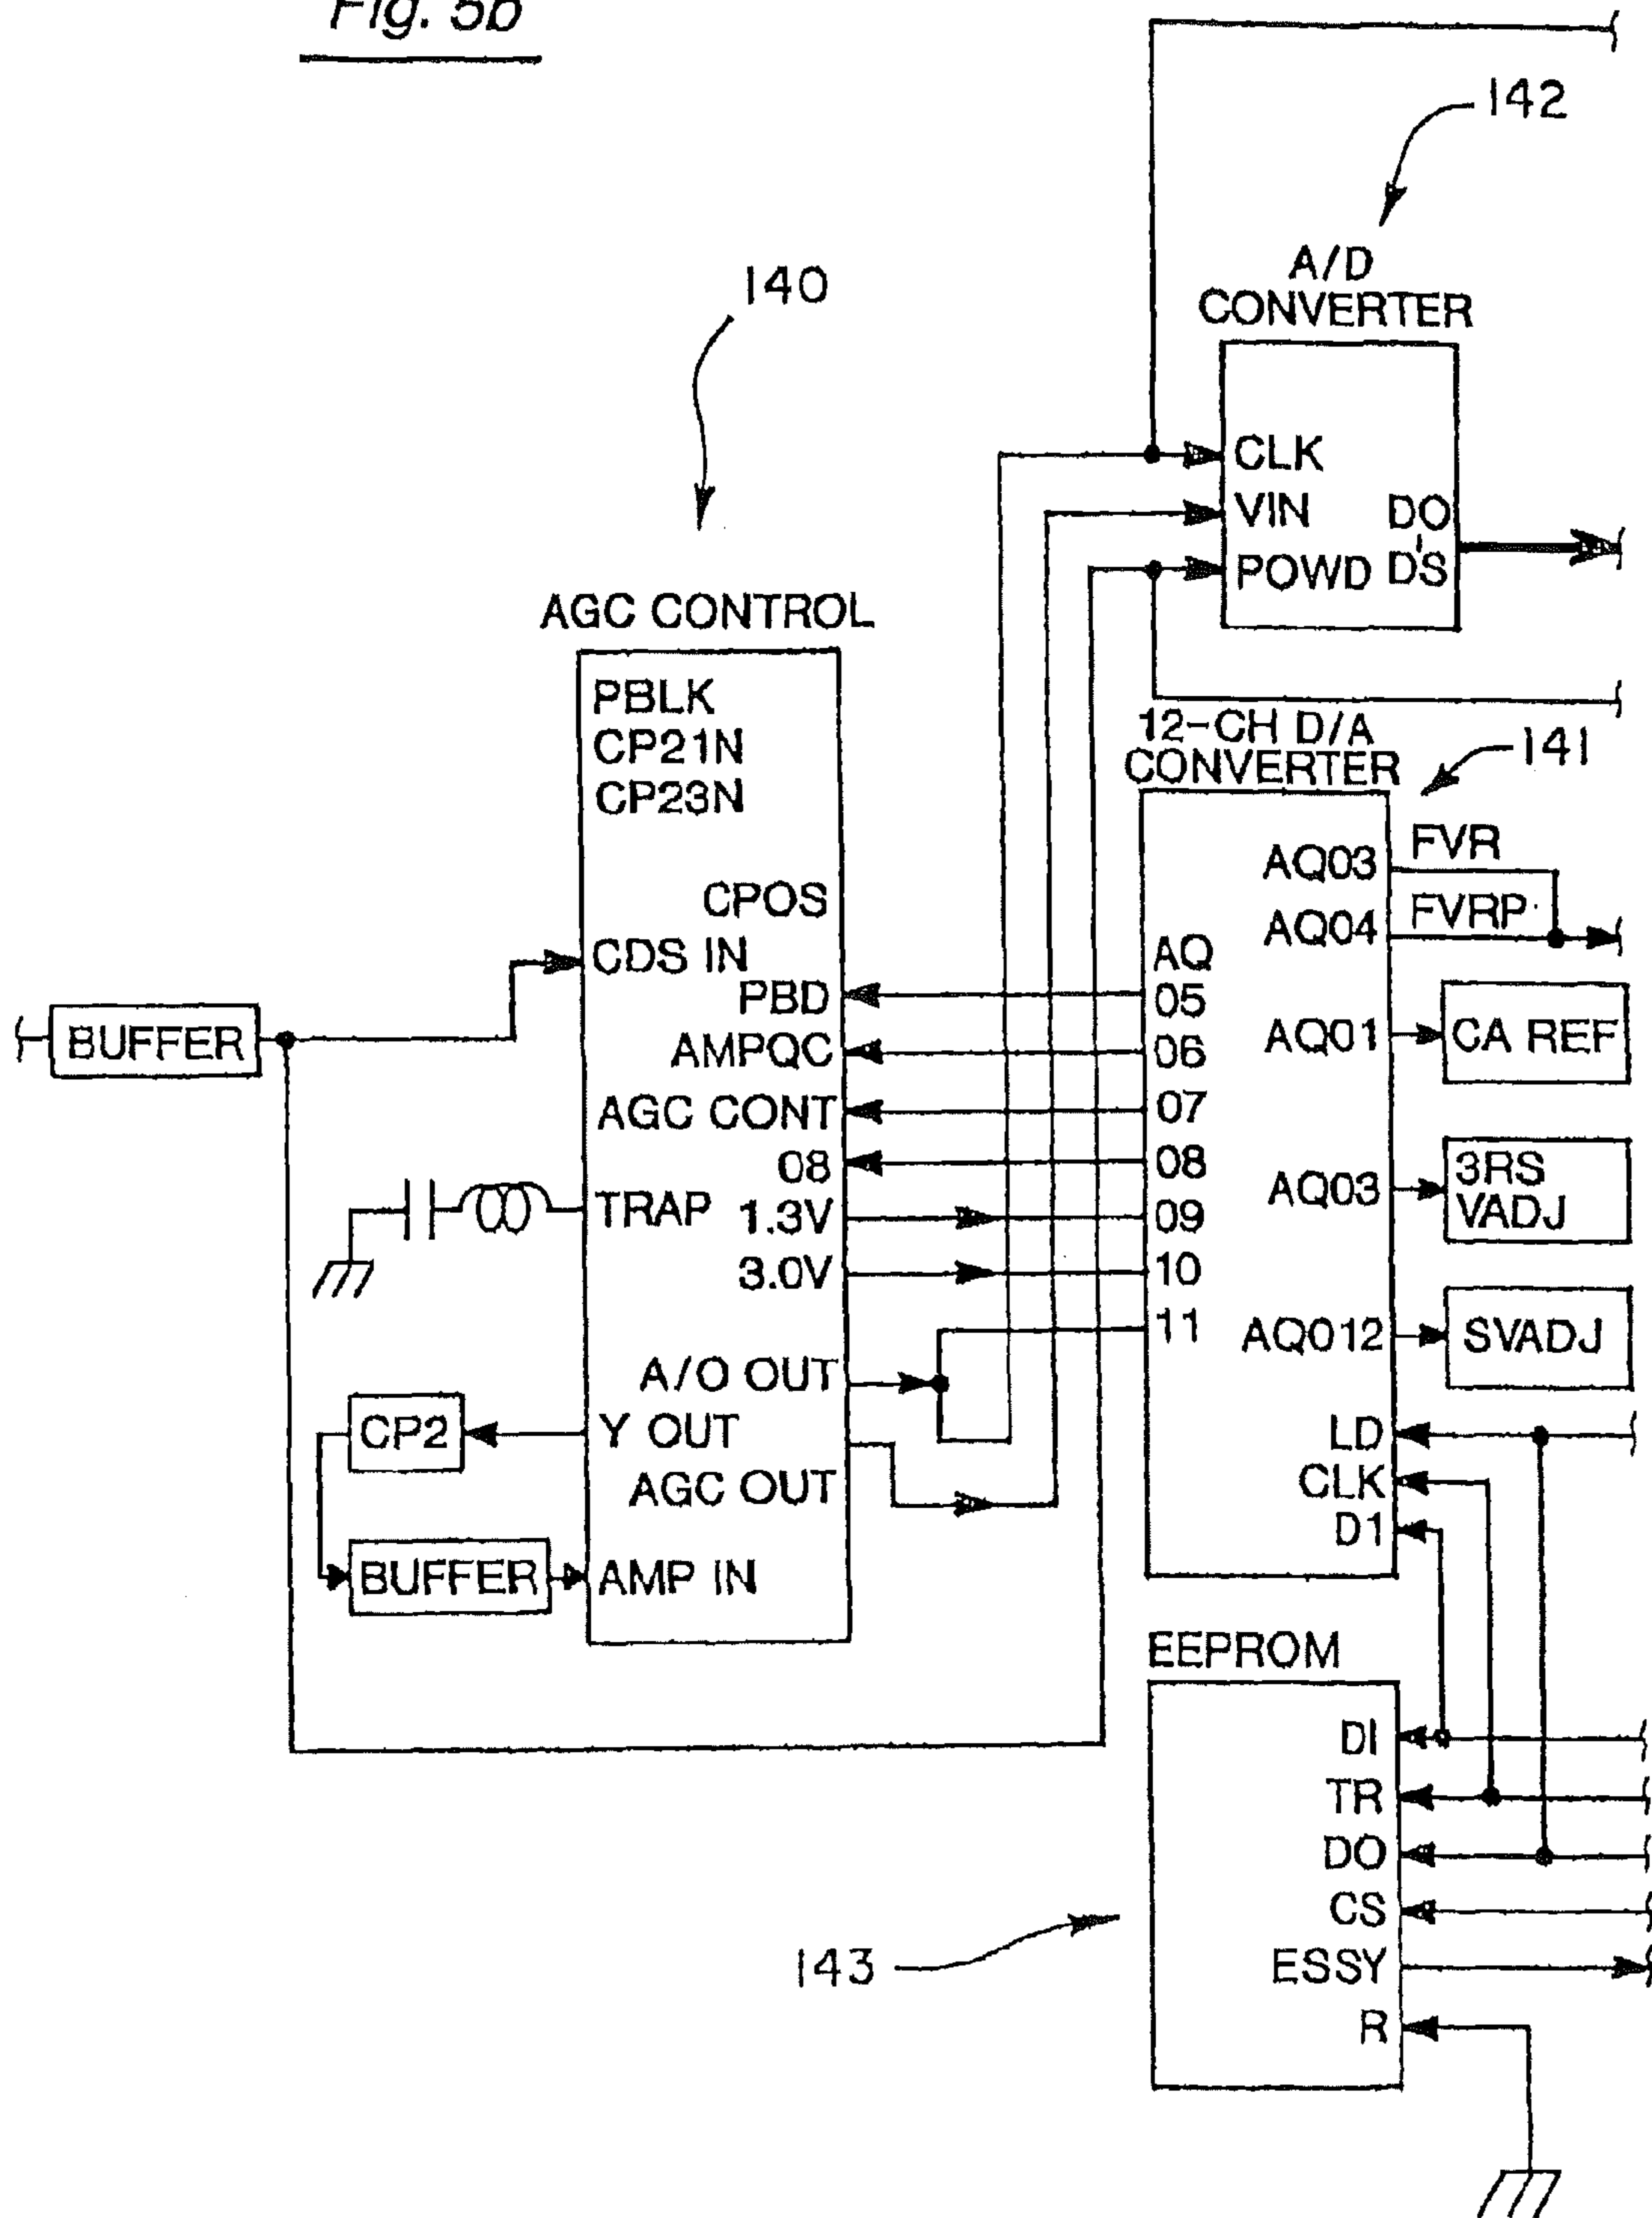 Fig. 5b
142
A/D
CONVERTER
CLK
VIN
POWD
DO
DS
140
AGC CONTROL
PBLK
CP21N
CP23N
CPOS
CDS IN
PBD
AMPQC
AGC CONT
08
TRAP
1.3V
3.0V
A/O OUT
Y OUT
AGC OUT
AMP IN
BUFFER
CP2
BUFFER
12-CH D/A
CONVERTER
141
AQ03
FVR
AQ04
FVRP
AQ
05
06
07
08
09
10
11
AQ01
CA REF
AQ03
3RS
VADJ
AQ012
SVADJ
LD
CLK
D1
EEPROM
DI
TR
DO
CS
ESSY
R
143